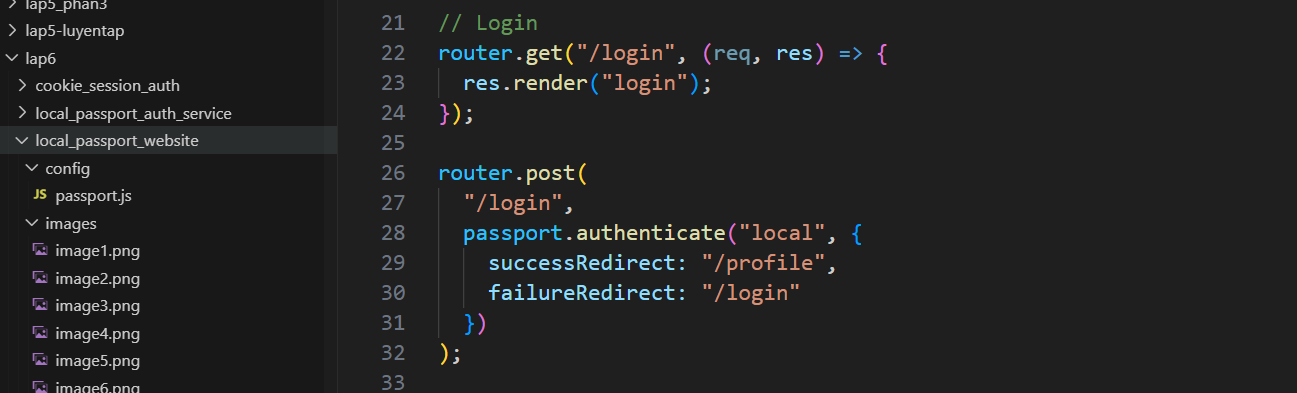 lap5_phan3
lap5-luyentap
lap6
cookie_session_auth
local_passport_auth_service
local_passport_website
config
JS passport.js
images
image1.png
image2.png
image3.png
image4.png
image5.png
image6.png
21 // Login
22 router.get("/login", (req, res) => {
23 res.render("login");
24 });
25
26 router.post(
27 "/login",
28 passport.authenticate("local", {
29 successRedirect: "/profile",
30 failureRedirect: "/login"
31 })
32 );
33